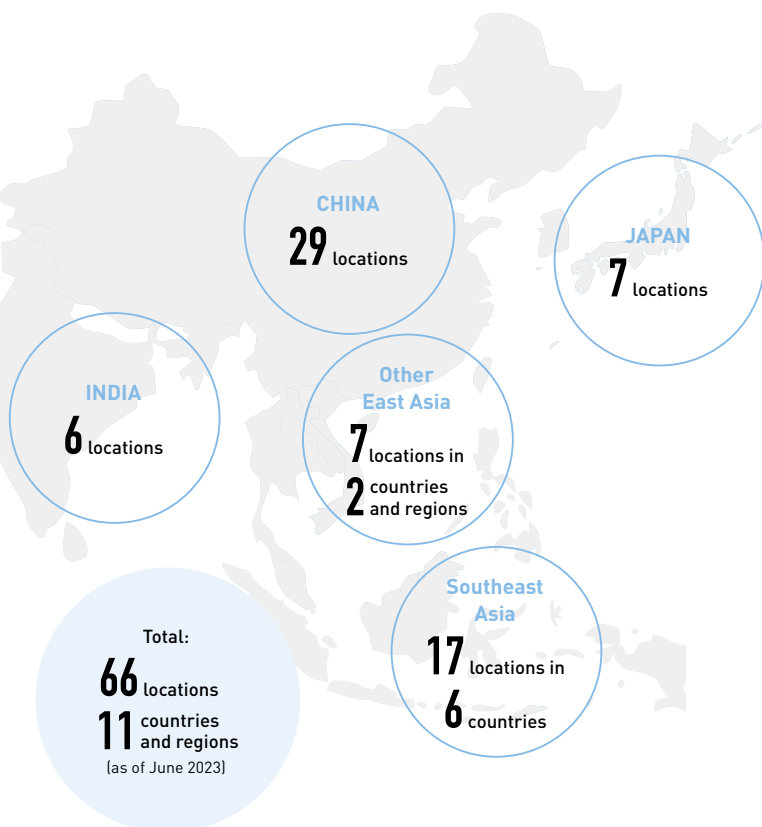 CHINA
29 locations
JAPAN
7 locations
INDIA
6 locations
Other
East Asia
7 locations in
2 countries
and regions
Southeast
Asia
17 locations in
6 countries
Total:
66 locations
11 countries
and regions
(as of June 2023)